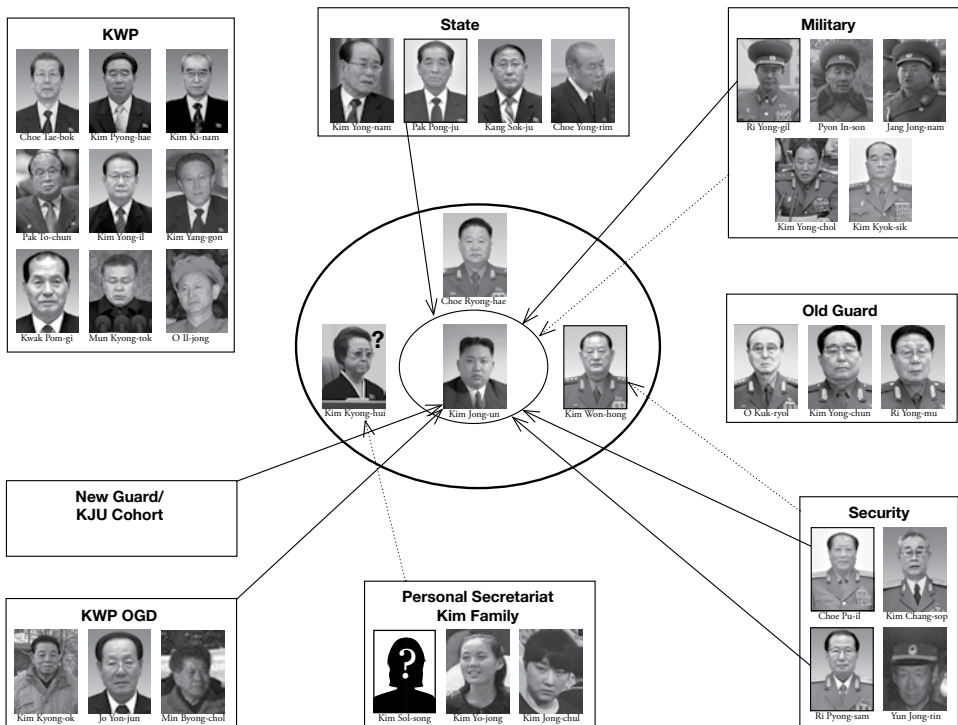 KWP
Choe Tae-bok
Kim Pyong-hae
Kim Ki-nam
Pak To-chun
Kim Yong-il
Kim Yang-gon
Kwak Pom-gi
Mun Kyong-tok
O Il-jong
State
Kim Yong-nam
Pak Pong-ju
Kang Sok-ju
Choe Yong-rim
Military
Ri Yong-gil
Pyon In-son
Jang Jong-nam
Kim Yong-chol
Kim Kyok-sik
Choe Ryong-hae
?
Kim Kyong-hui
Kim Jong-un
Kim Won-hong
Old Guard
O Kuk-ryol
Kim Yong-chun
Ri Yong-mu
New Guard/
KJU Cohort
KWP OGD
Kim Kyong-ok
Jo Yon-jun
Min Byong-chol
Personal Secretariat
Kim Family
?
Kim Sol-song
Kim Yo-jong
Kim Jong-chul
Security
Choe Pu-il
Kim Chang-sop
Ri Pyong-sam
Yun Jong-rin